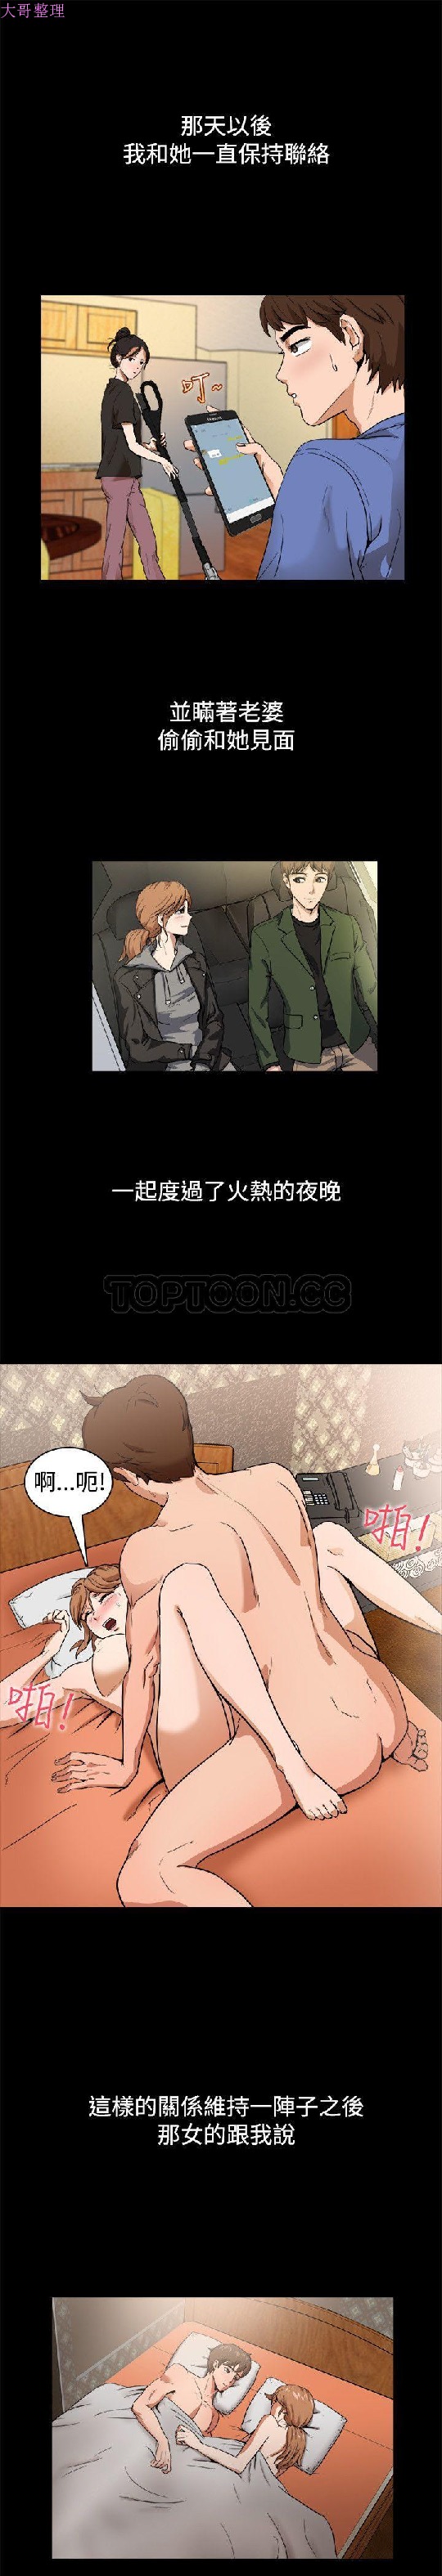 大哥整理
那天以後
我和她一直保持聯絡
叮~
並瞞著老婆
偷偷和她見面
一起度過了火熱的夜晚
TOPTOON.CC
啊...呃!
啪!
啪!
這樣的關係維持一陣子之後
那女的跟我說